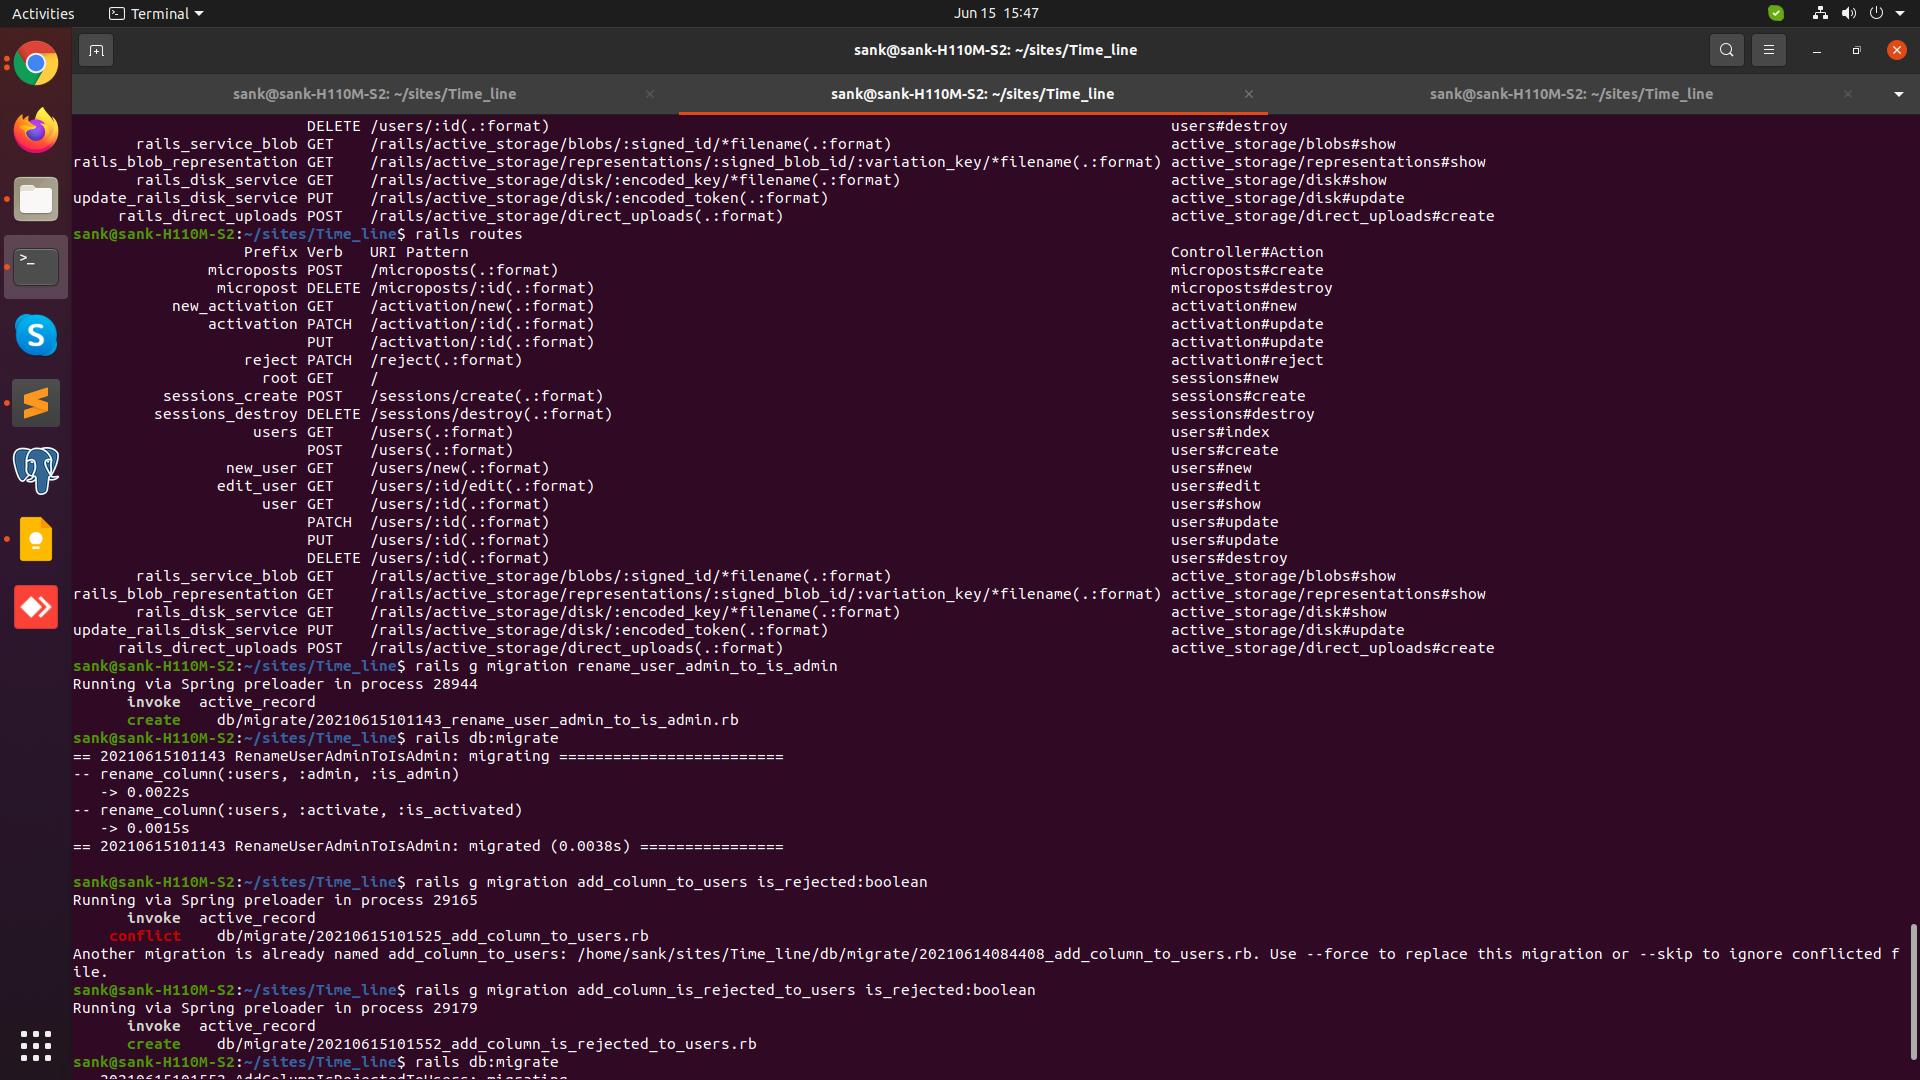 Activities
Terminal
Jun 15 15:47
sank@sank-H110M-S2: ~/sites/Time_line
sank@sank-H110M-S2: ~/sites/Time_line
sank@sank-H110M-S2: ~/sites/Time_line
sank@sank-H110M-S2: ~/sites/Time_line
DELETE /users/:id(.:format) users#destroy
rails_service_blob GET /rails/active_storage/blobs/:signed_id/*filename(.:format) active_storage/blobs#show
rails_blob_representation GET /rails/active_storage/representations/:signed_blob_id/:variation_key/*filename(.:format) active_storage/representations#show
rails_disk_service GET /rails/active_storage/disk/:encoded_key/*filename(.:format) active_storage/disk#show
update_rails_disk_service PUT /rails/active_storage/disk/:encoded_token(.:format) active_storage/disk#update
rails_direct_uploads POST /rails/active_storage/direct_uploads(.:format) active_storage/direct_uploads#create
sank@sank-H110M-S2:~/sites/Time_line$ rails routes
Prefix Verb URI Pattern Controller#Action
microposts POST /microposts(.:format) microposts#create
micropost DELETE /microposts/:id(.:format) microposts#destroy
new_activation GET /activation/new(.:format) activation#new
activation PATCH /activation/:id(.:format) activation#update
PUT /activation/:id(.:format) activation#update
reject PATCH /reject(.:format) activation#reject
root GET / sessions#new
sessions_create POST /sessions/create(.:format) sessions#create
sessions_destroy DELETE /sessions/destroy(.:format) sessions#destroy
users GET /users(.:format) users#index
POST /users(.:format) users#create
new_user GET /users/new(.:format) users#new
edit_user GET /users/:id/edit(.:format) users#edit
user GET /users/:id(.:format) users#show
PATCH /users/:id(.:format) users#update
PUT /users/:id(.:format) users#update
DELETE /users/:id(.:format) users#destroy
rails_service_blob GET /rails/active_storage/blobs/:signed_id/*filename(.:format) active_storage/blobs#show
rails_blob_representation GET /rails/active_storage/representations/:signed_blob_id/:variation_key/*filename(.:format) active_storage/representations#show
rails_disk_service GET /rails/active_storage/disk/:encoded_key/*filename(.:format) active_storage/disk#show
update_rails_disk_service PUT /rails/active_storage/disk/:encoded_token(.:format) active_storage/disk#update
rails_direct_uploads POST /rails/active_storage/direct_uploads(.:format) active_storage/direct_uploads#create
sank@sank-H110M-S2:~/sites/Time_line$ rails g migration rename_user_admin_to_is_admin
Running via Spring preloader in process 28944
invoke active_record
create db/migrate/20210615101143_rename_user_admin_to_is_admin.rb
sank@sank-H110M-S2:~/sites/Time_line$ rails db:migrate
== 20210615101143 RenameUserAdminToIsAdmin: migrating =========================
-- rename_column(:users, :admin, :is_admin)
-> 0.0022s
-- rename_column(:users, :activate, :is_activated)
-> 0.0015s
== 20210615101143 RenameUserAdminToIsAdmin: migrated (0.0038s) ================
sank@sank-H110M-S2:~/sites/Time_line$ rails g migration add_column_to_users is_rejected:boolean
Running via Spring preloader in process 29165
invoke active_record
conflict db/migrate/20210615101525_add_column_to_users.rb
Another migration is already named add_column_to_users: /home/sank/sites/Time_line/db/migrate/20210614084408_add_column_to_users.rb. Use --force to replace this migration or --skip to ignore conflicted f
ile.
sank@sank-H110M-S2:~/sites/Time_line$ rails g migration add_column_is_rejected_to_users is_rejected:boolean
Running via Spring preloader in process 29179
invoke active_record
create db/migrate/20210615101552_add_column_is_rejected_to_users.rb
sank@sank-H110M-S2:~/sites/Time_line$ rails db:migrate
== 20210615101552 AddColumnIsRejectedToUsers: migrating